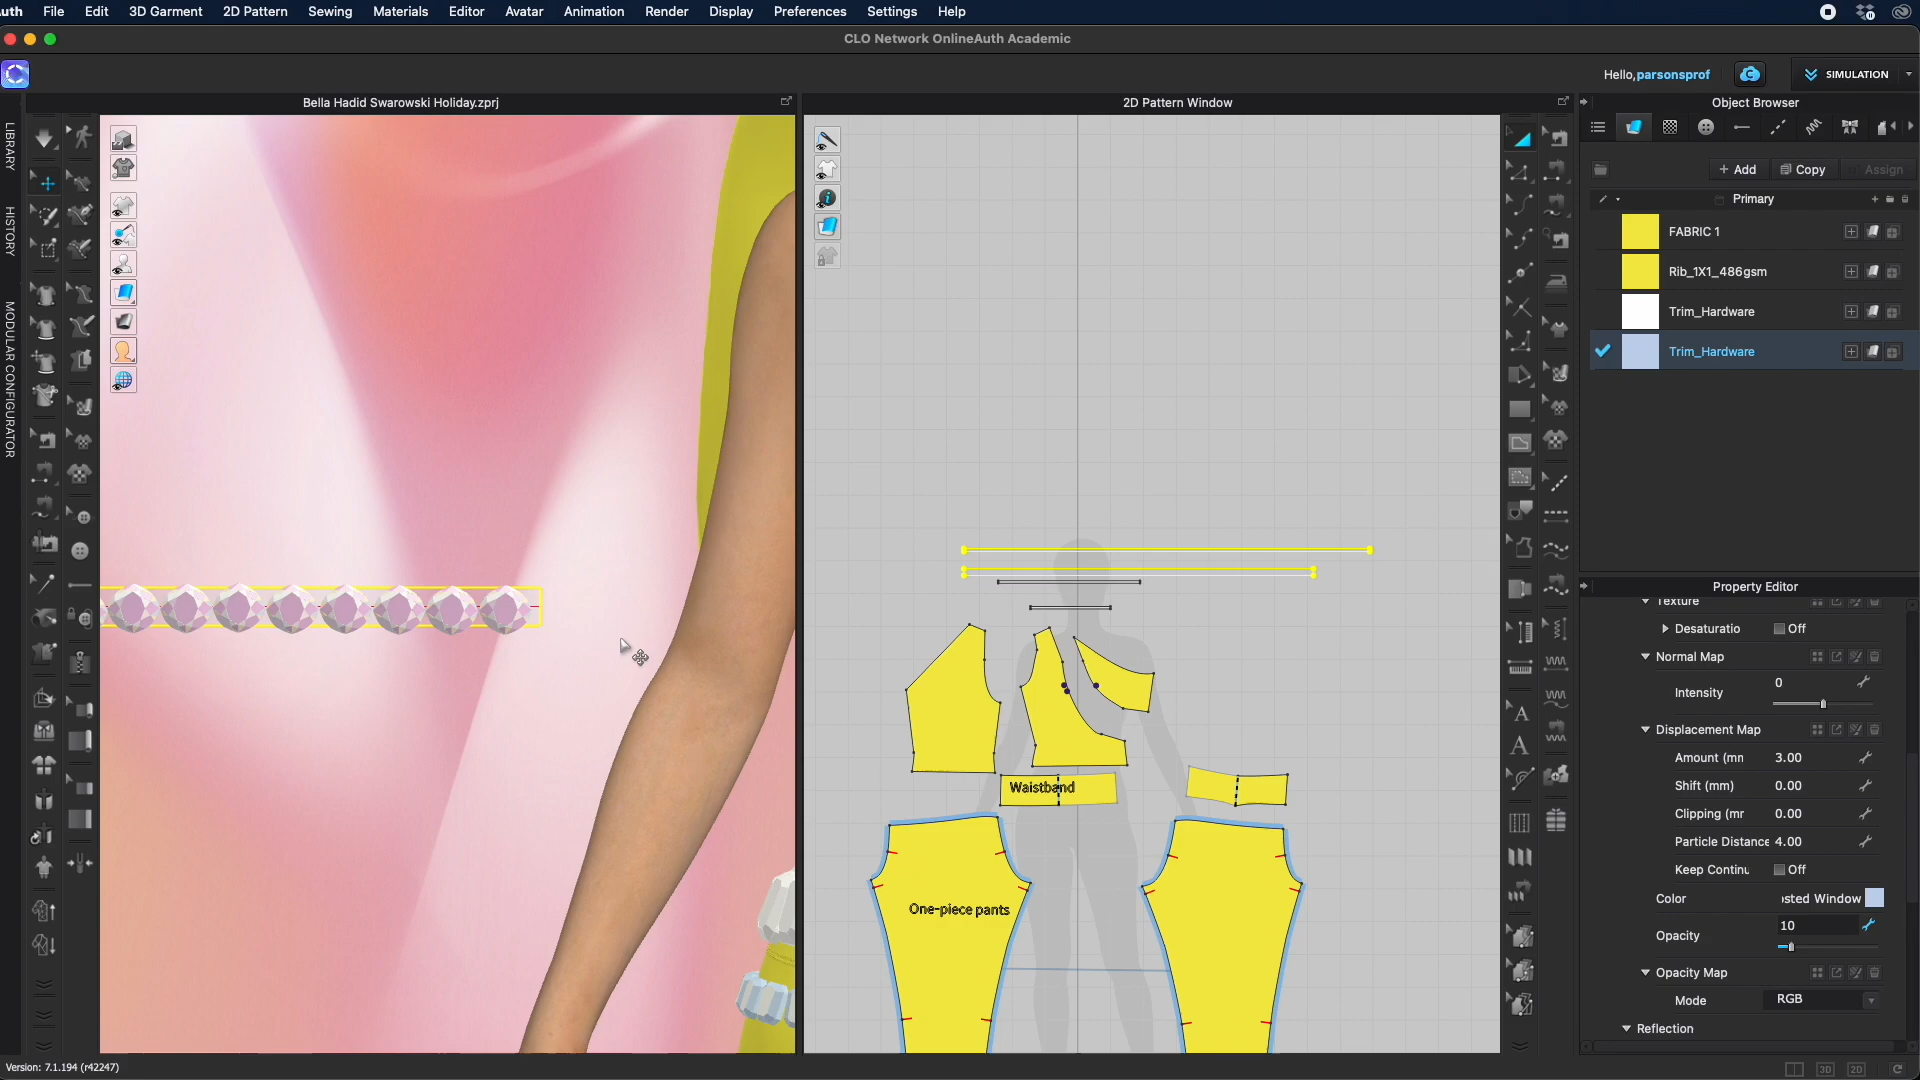 uth File Edit 3D Garment 2D Pattern Sewing Materials Editor Avatar Animation Render Display Preferences Settings Help
CLO Network OnlineAuth Academic
Hello,parsonsprof
SIMULATION
Bella Hadid Swarowski Holiday.zprj
2D Pattern Window
Object Browser
LIBRARY
HISTORY
MODULAR CONFIGURATOR
+ Add
Copy
Assign
Primary
FABRIC 1
Rib_1X1_486gsm
Trim_Hardware
Trim_Hardware
Waistband
One-piece pants
Property Editor
Texture
Desaturatio Off
Normal Map
Intensity 0
Displacement Map
Amount (mn 3.00
Shift (mm) 0.00
Clipping (mr 0.00
Particle Distance 4.00
Keep Continu Off
Color sted Window
Opacity 10
Opacity Map
Mode RGB
Reflection
Version: 7.1.194 (r42247)
3D
2D